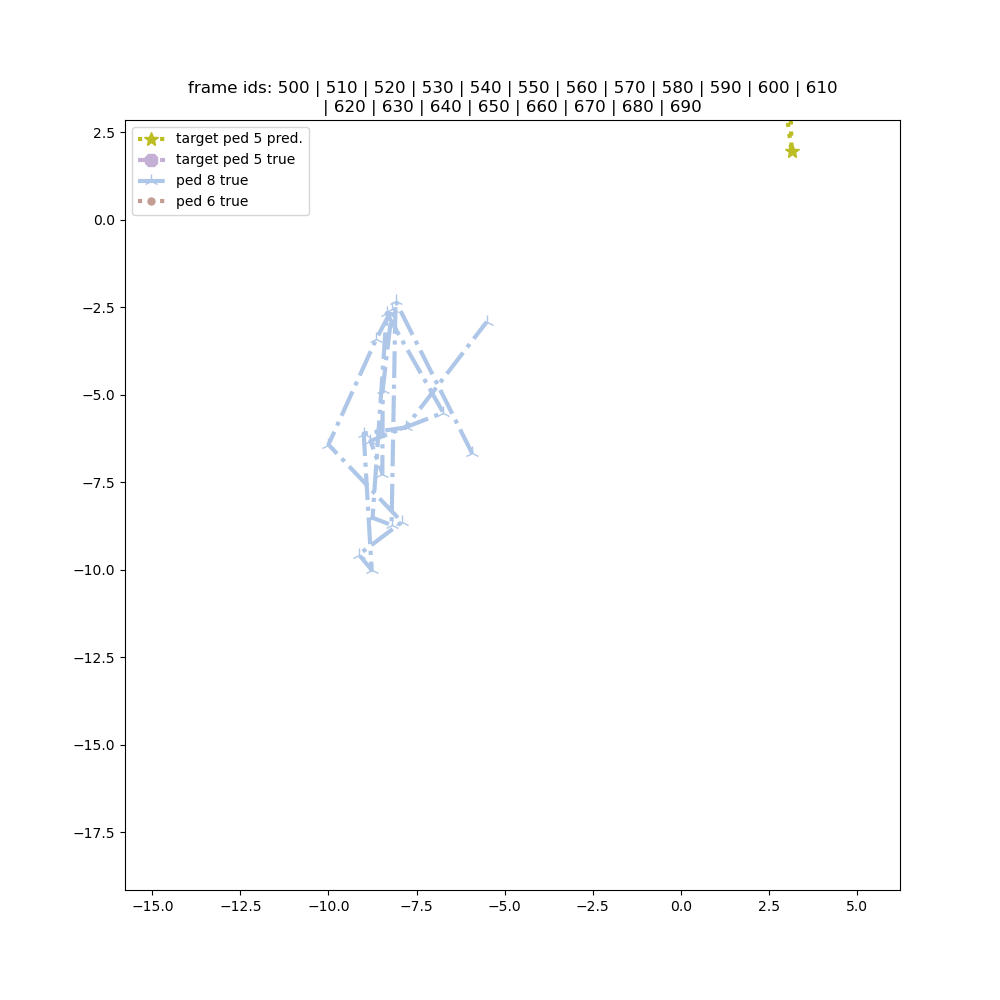 frame ids: 500 | 510 | 520 | 530 | 540 | 550 | 560 | 570 | 580 | 590 | 600 | 610
| 620 | 630 | 640 | 650 | 660 | 670 | 680 | 690
target ped 5 pred.
target ped 5 true
ped 8 true
ped 6 true
2.5
0.0
−2.5
−5.0
−7.5
−10.0
−12.5
−15.0
−17.5
−15.0 −12.5 −10.0 −7.5 −5.0 −2.5 0.0 2.5 5.0